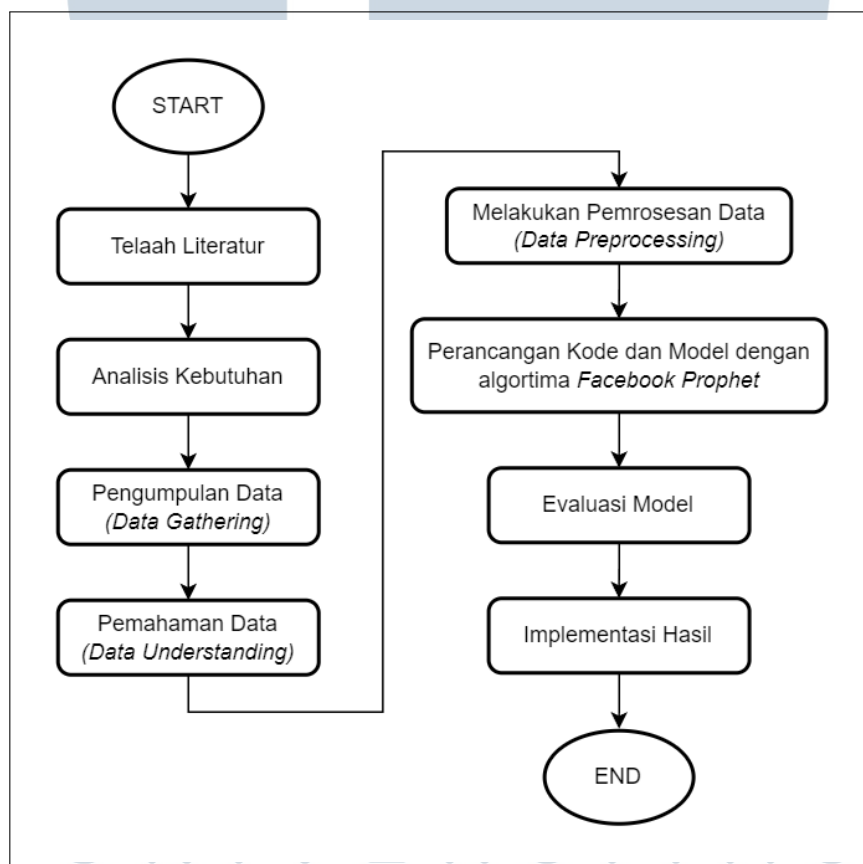 START
Telaah Literatur
Analisis Kebutuhan
Pengumpulan Data
(Data Gathering)
Pemahaman Data
(Data Understanding)
Melakukan Pemrosesan Data
(Data Preprocessing)
Perancangan Kode dan Model dengan
algortima Facebook Prophet
Evaluasi Model
Implementasi Hasil
END